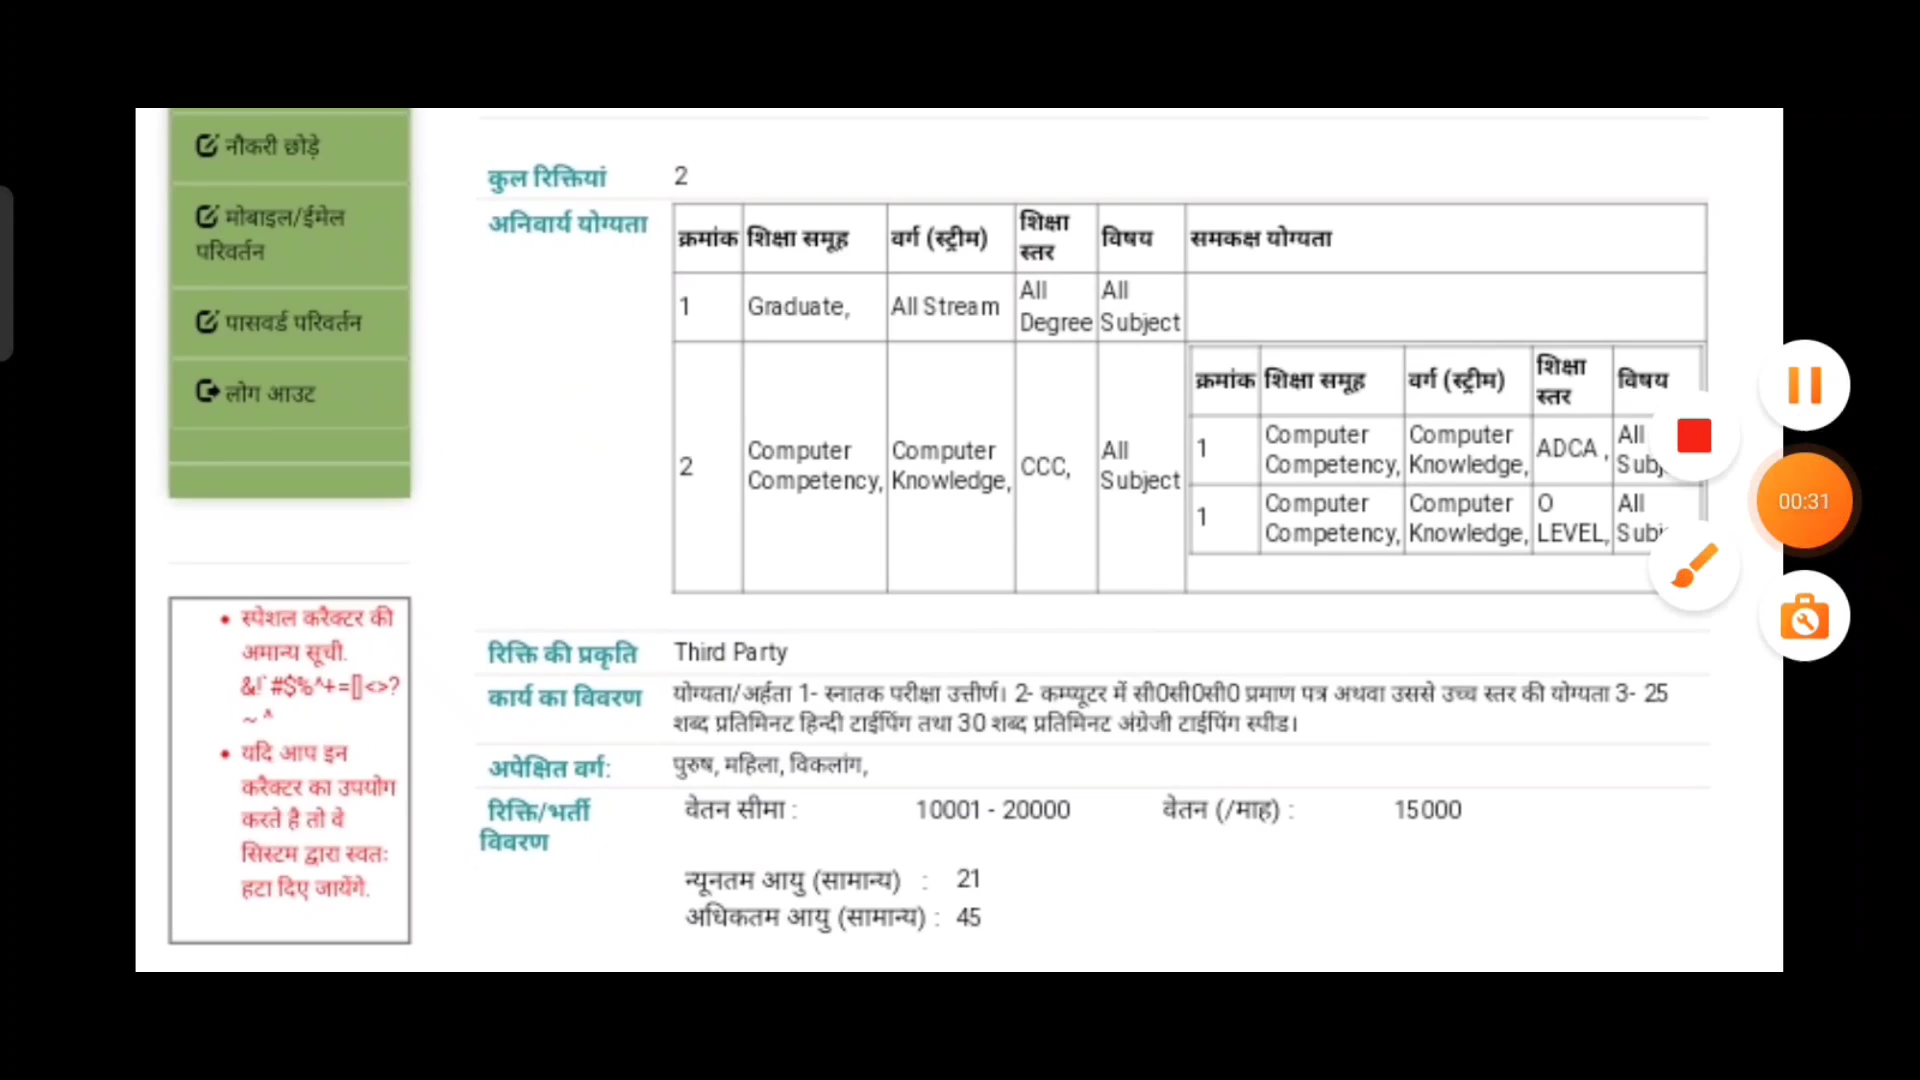 नौकरी छोड़े
मोबाइल/ईमेल
परिवर्तन
पासवर्ड परिवर्तन
लोग आउट
स्पेशल करैक्टर की
अमान्य सूची.
&!`#$%^+=[]<>?
~ ^
यदि आप इन
करैक्टर का उपयोग
करते है तो वे
सिस्टम द्वारा स्वतः
हटा दिए जायेंगे.
कुल रिक्तियां 2
अनिवार्य योग्यता
क्रमांक शिक्षा समूह वर्ग (स्ट्रीम) शिक्षा स्तर विषय समकक्ष योग्यता
1 Graduate, All Stream All Degree All Subject
2 Computer Competency, Computer Knowledge, CCC, All Subject
क्रमांक शिक्षा समूह वर्ग (स्ट्रीम) शिक्षा स्तर विषय
1 Computer Competency, Computer Knowledge, ADCA , All
1 Computer Competency, Computer Knowledge, O LEVEL, All
रिक्ति की प्रकृति Third Party
कार्य का विवरण योग्यता/अर्हता 1- स्नातक परीक्षा उत्तीर्ण। 2- कम्प्यूटर में सी0सी0सी0 प्रमाण पत्र अथवा उससे उच्च स्तर की योग्यता 3- 25
शब्द प्रतिमिनट हिन्दी टाईपिंग तथा 30 शब्द प्रतिमिनट अंग्रेजी टाईपिंग स्पीड।
अपेक्षित वर्ग: पुरुष, महिला, विकलांग,
रिक्ति/भर्ती वेतन सीमा : 10001 - 20000 वेतन (/माह) : 15000
विवरण
न्यूनतम आयु (सामान्य) : 21
अधिकतम आयु (सामान्य) : 45
00:31